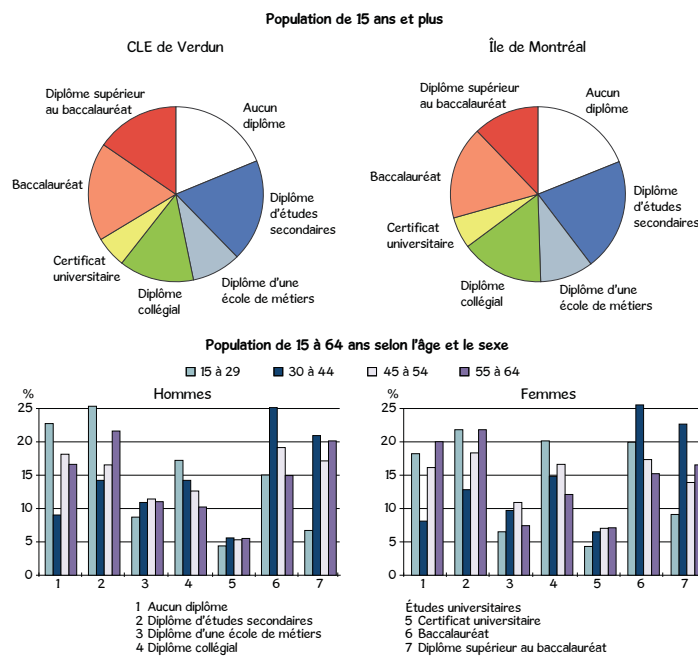 Population de 15 ans et plus
CLE de Verdun
Île de Montréal
Diplôme supérieur
au baccalauréat
Aucun
diplôme
Baccalauréat
Diplôme
d'études
secondaires
Certificat
universitaire
Diplôme
collégial
Diplôme d'une
école de métiers
Diplôme supérieur
au baccalauréat
Aucun
diplôme
Baccalauréat
Diplôme
d'études
secondaires
Certificat
universitaire
Diplôme
collégial
Diplôme d'une
école de métiers
Population de 15 à 64 ans selon l'âge et le sexe
15 à 29 30 à 44 45 à 54 55 à 64
% Hommes
25
20
15
10
5
0
1 2 3 4 5 6 7
% Femmes
25
20
15
10
5
0
1 2 3 4 5 6 7
1 Aucun diplôme
2 Diplôme d'études secondaires
3 Diplôme d'une école de métiers
4 Diplôme collégial
Études universitaires
5 Certificat universitaire
6 Baccalauréat
7 Diplôme supérieur au baccalauréat